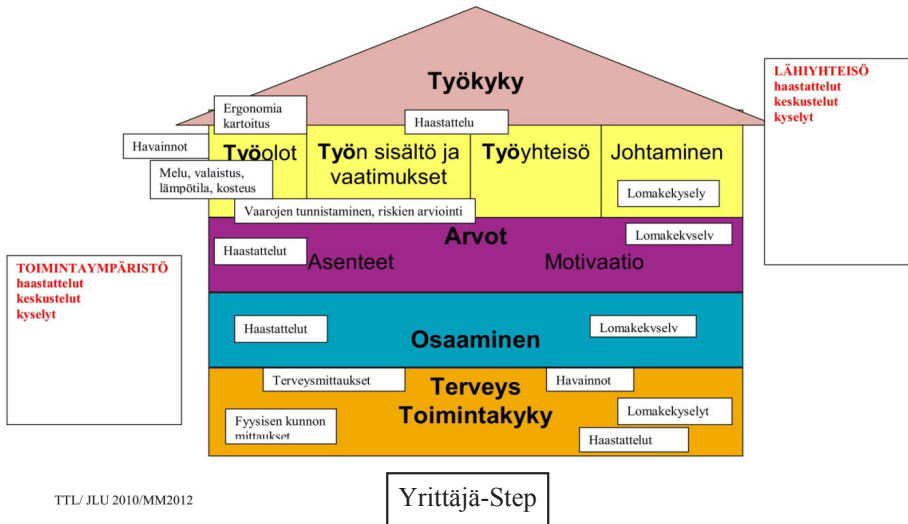 Työkyky
LÄHIYHTEISÖ
haastattelut
keskustelut
kyselyt
Ergonomia
kartoitus
Haastattelu
Havainnot
Työolot
Työn sisältö ja
vaatimukset
Työyhteisö
Johtaminen
Melu, valaistus,
lämpötila, kosteus
Lomakekysely
Vaarojen tunnistaminen, riskien arviointi
Arvot
Lomakekysely
Haastattelut
Asenteet
Motivaatio
TOIMINTAYMPÄRISTÖ
haastattelut
keskustelut
kyselyt
Haastattelut
Lomakekysely
Osaaminen
Terveysmittaukset
Terveys
Havainnot
Toimintakyky
Lomakekyselyt
Fyysisen kunnon
mittaukset
Haastattelut
TTL/ JLU 2010/MM2012
Yrittäjä-Step